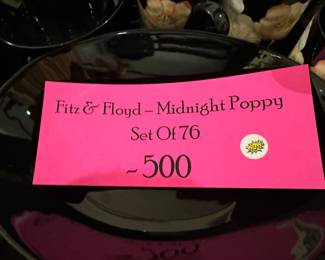 Fitz & Floyd – Midnight Poppy
Set Of 76
~ 500